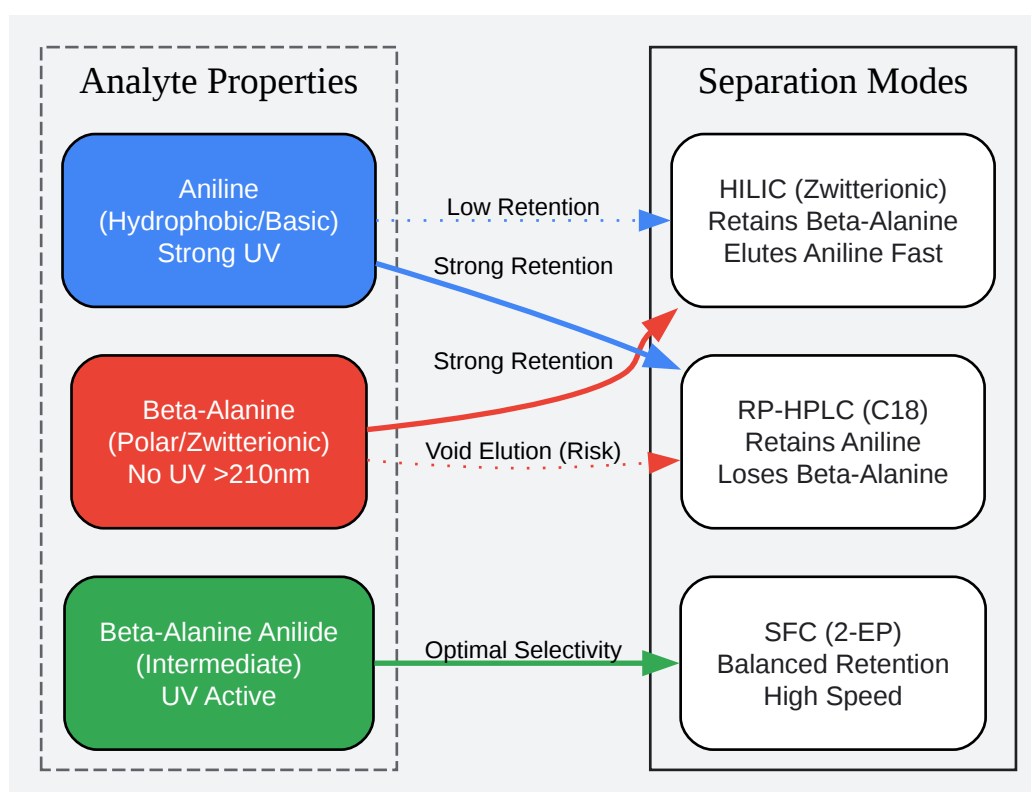 Analyte Properties
Separation Modes
Aniline
(Hydrophobic/Basic)
Strong UV
Low Retention
HILIC (Zwitterionic)
Retains Beta-Alanine
Elutes Aniline Fast
Strong Retention
Strong Retention
Beta-Alanine
(Polar/Zwitterionic)
No UV >210nm
Void Elution (Risk)
RP-HPLC (C18)
Retains Aniline
Loses Beta-Alanine
Beta-Alanine Anilide
(Intermediate)
UV Active
Optimal Selectivity
SFC (2-EP)
Balanced Retention
High Speed